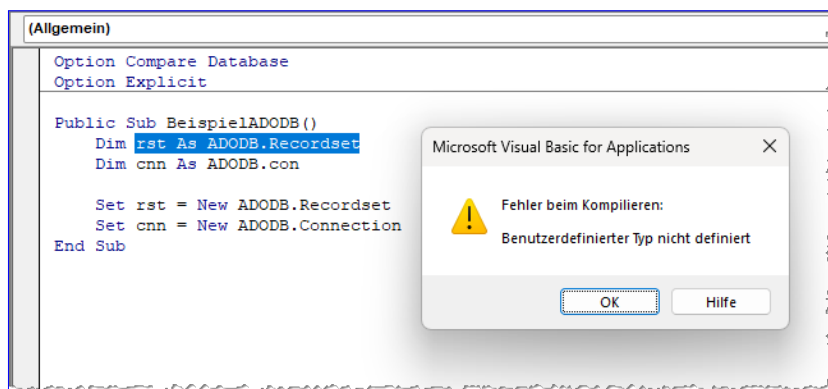 (Allgemein)
Option Compare Database
Option Explicit
Public Sub BeispielADODB()
Dim rst As ADODB.Recordset
Dim cnn As ADODB.con
Set rst = New ADODB.Recordset
Set cnn = New ADODB.Connection
End Sub
Microsoft Visual Basic for Applications
Fehler beim Kompilieren:
Benutzerdefinierter Typ nicht definiert
OK
Hilfe